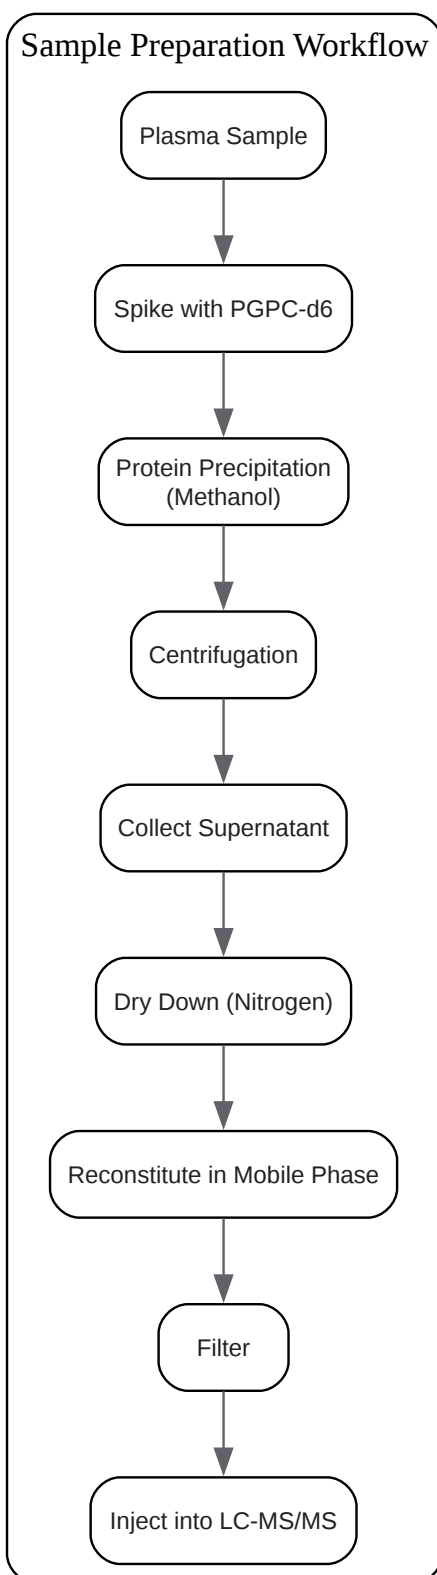 Sample Preparation Workflow
Plasma Sample
Spike with PGPC-d6
Protein Precipitation
(Methanol)
Centrifugation
Collect Supernatant
Dry Down (Nitrogen)
Reconstitute in Mobile Phase
Filter
Inject into LC-MS/MS